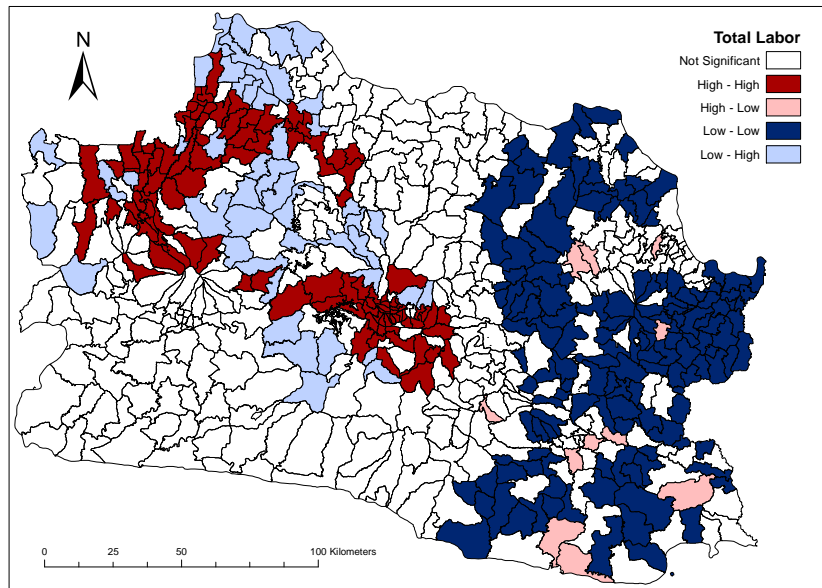 N
Total Labor
Not Significant
High - High
High - Low
Low - Low
Low - High
0 25 50 100 Kilometers